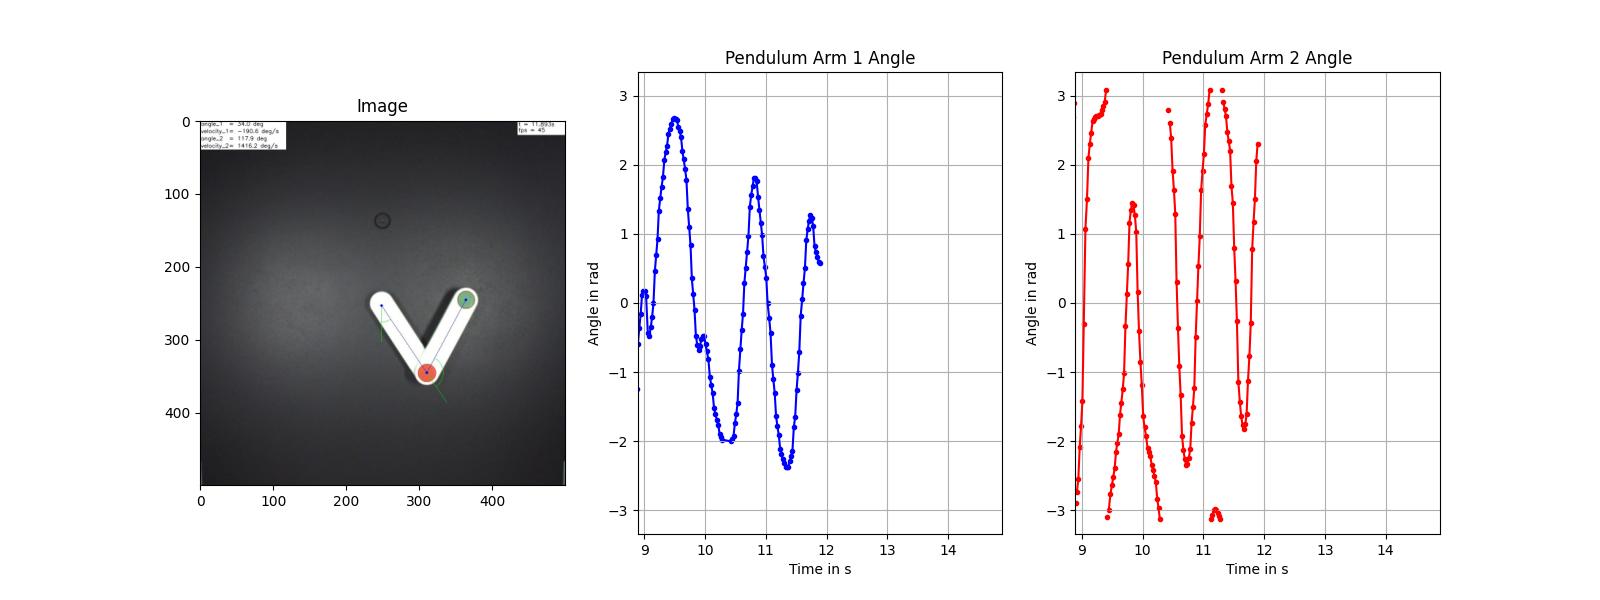 Image
angle_1 = 34.0 deg
velocity_1= -190.6 deg/s
angle_2 = 117.9 deg
velocity_2= 1416.2 deg/s
t = 11.893s
fps = 45
0
100
200
300
400
0 100 200 300 400
Pendulum Arm 1 Angle
Angle in rad
3
2
1
0
−1
−2
−3
9 10 11 12 13 14
Time in s
Pendulum Arm 2 Angle
Angle in rad
3
2
1
0
−1
−2
−3
9 10 11 12 13 14
Time in s